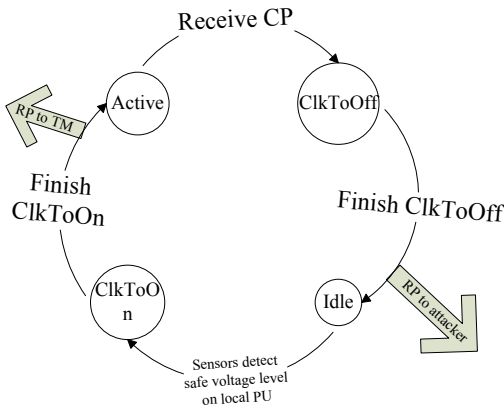 Receive CP
Active
ClkToOff
RP to TM
Finish
ClkToOn
Finish ClkToOff
ClkToO
n
Idle
RP to attacker
Sensors detect
safe voltage level
on local PU